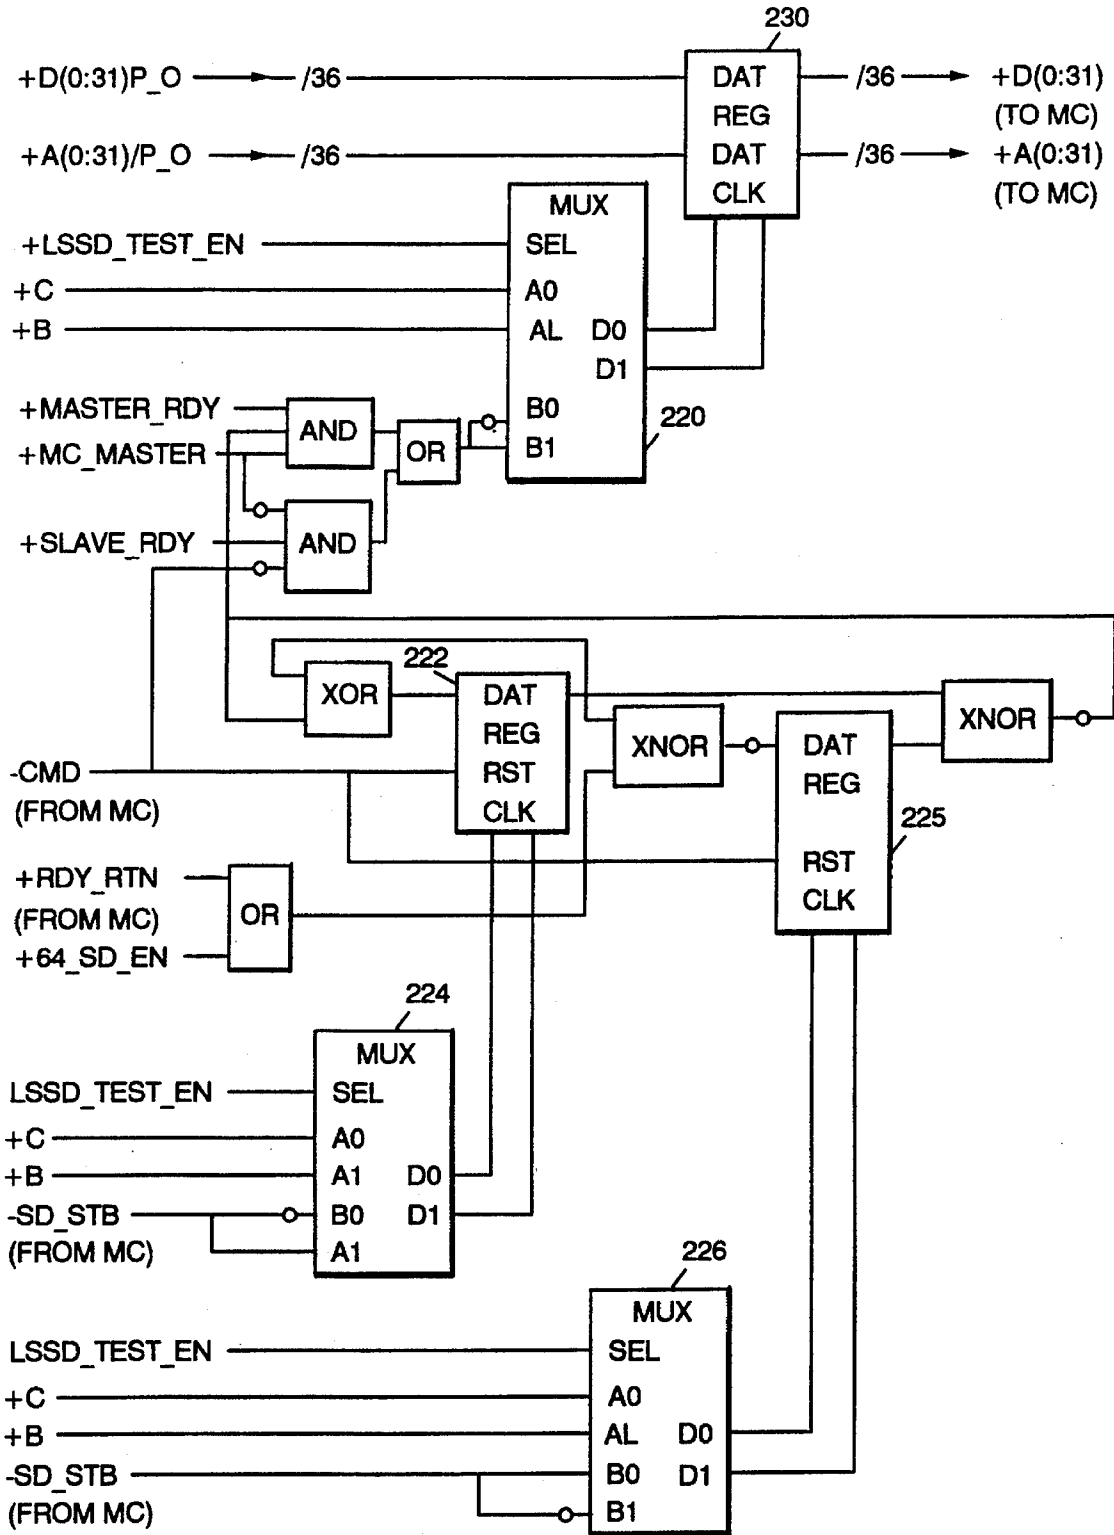 230
+D(0:31)P_O /36 DAT /36 +D(0:31)
REG (TO MC)
+A(0:31)/P_O /36 DAT /36 +A(0:31)
CLK (TO MC)
MUX
+LSSD_TEST_EN SEL
+C A0
+B AL D0
D1
+MASTER_RDY AND B0 220
+MC_MASTER OR B1
+SLAVE_RDY AND
222
XOR DAT XNOR
REG XNOR DAT
-CMD RST REG
(FROM MC) CLK 225
+RDY_RTN RST
(FROM MC) OR CLK
+64_SD_EN
224
MUX
LSSD_TEST_EN SEL
+C A0
+B A1 D0
-SD_STB B0 D1
(FROM MC) A1
226
MUX
LSSD_TEST_EN SEL
+C A0
+B AL D0
-SD_STB B0 D1
(FROM MC) B1